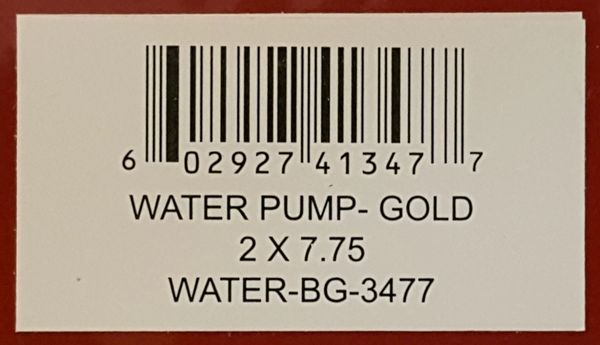 6 02927 41347 7
WATER PUMP- GOLD
2 X 7.75
WATER-BG-3477